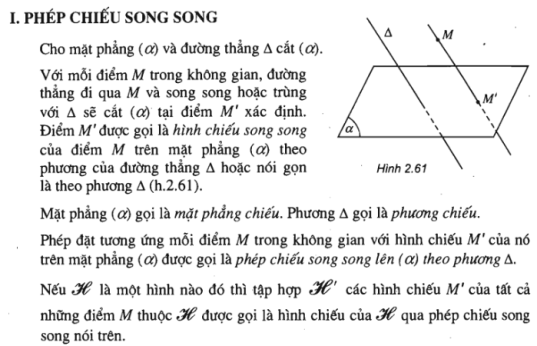 I. PHÉP CHIẾU SONG SONG
Cho mặt phẳng (α) và đường thẳng Δ cắt (α).
Với mỗi điểm M trong không gian, đường
thẳng đi qua M và song song hoặc trùng
với Δ sẽ cắt (α) tại điểm M' xác định.
Điểm M' được gọi là hình chiếu song song
của điểm M trên mặt phẳng (α) theo
phương của đường thẳng Δ hoặc nói gọn
là theo phương Δ (h.2.61).
Δ
M
M'
α
Hình 2.61
Mặt phẳng (α) gọi là mặt phẳng chiếu. Phương Δ gọi là phương chiếu.
Phép đặt tương ứng mỗi điểm M trong không gian với hình chiếu M' của nó
trên mặt phẳng (α) được gọi là phép chiếu song song lên (α) theo phương Δ.
Nếu ℋ là một hình nào đó thì tập hợp ℋ' các hình chiếu M' của tất cả
những điểm M thuộc ℋ được gọi là hình chiếu của ℋ qua phép chiếu song
song nói trên.